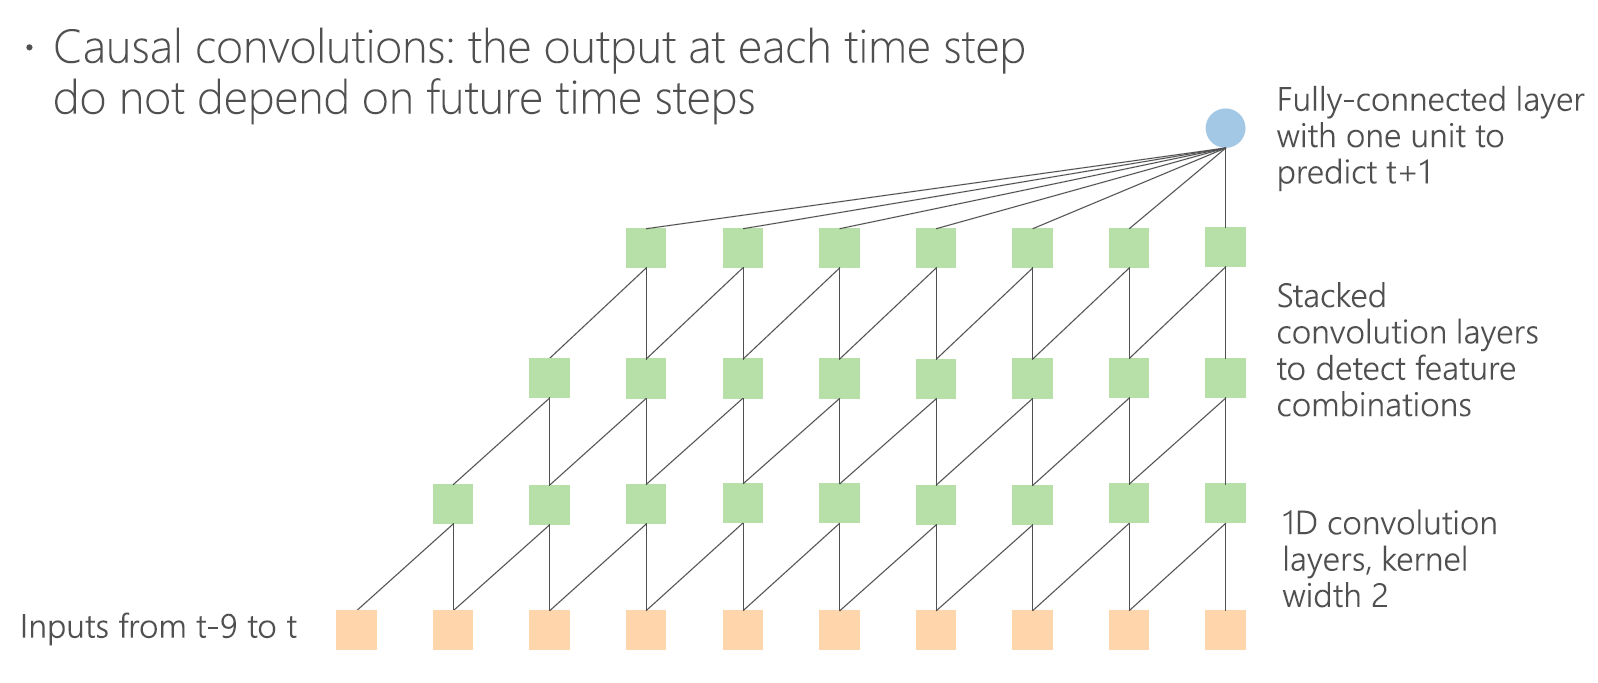 · Causal convolutions: the output at each time step
do not depend on future time steps
Fully-connected layer
with one unit to
predict t+1
Stacked
convolution layers
to detect feature
combinations
1D convolution
layers, kernel
width 2
Inputs from t-9 to t